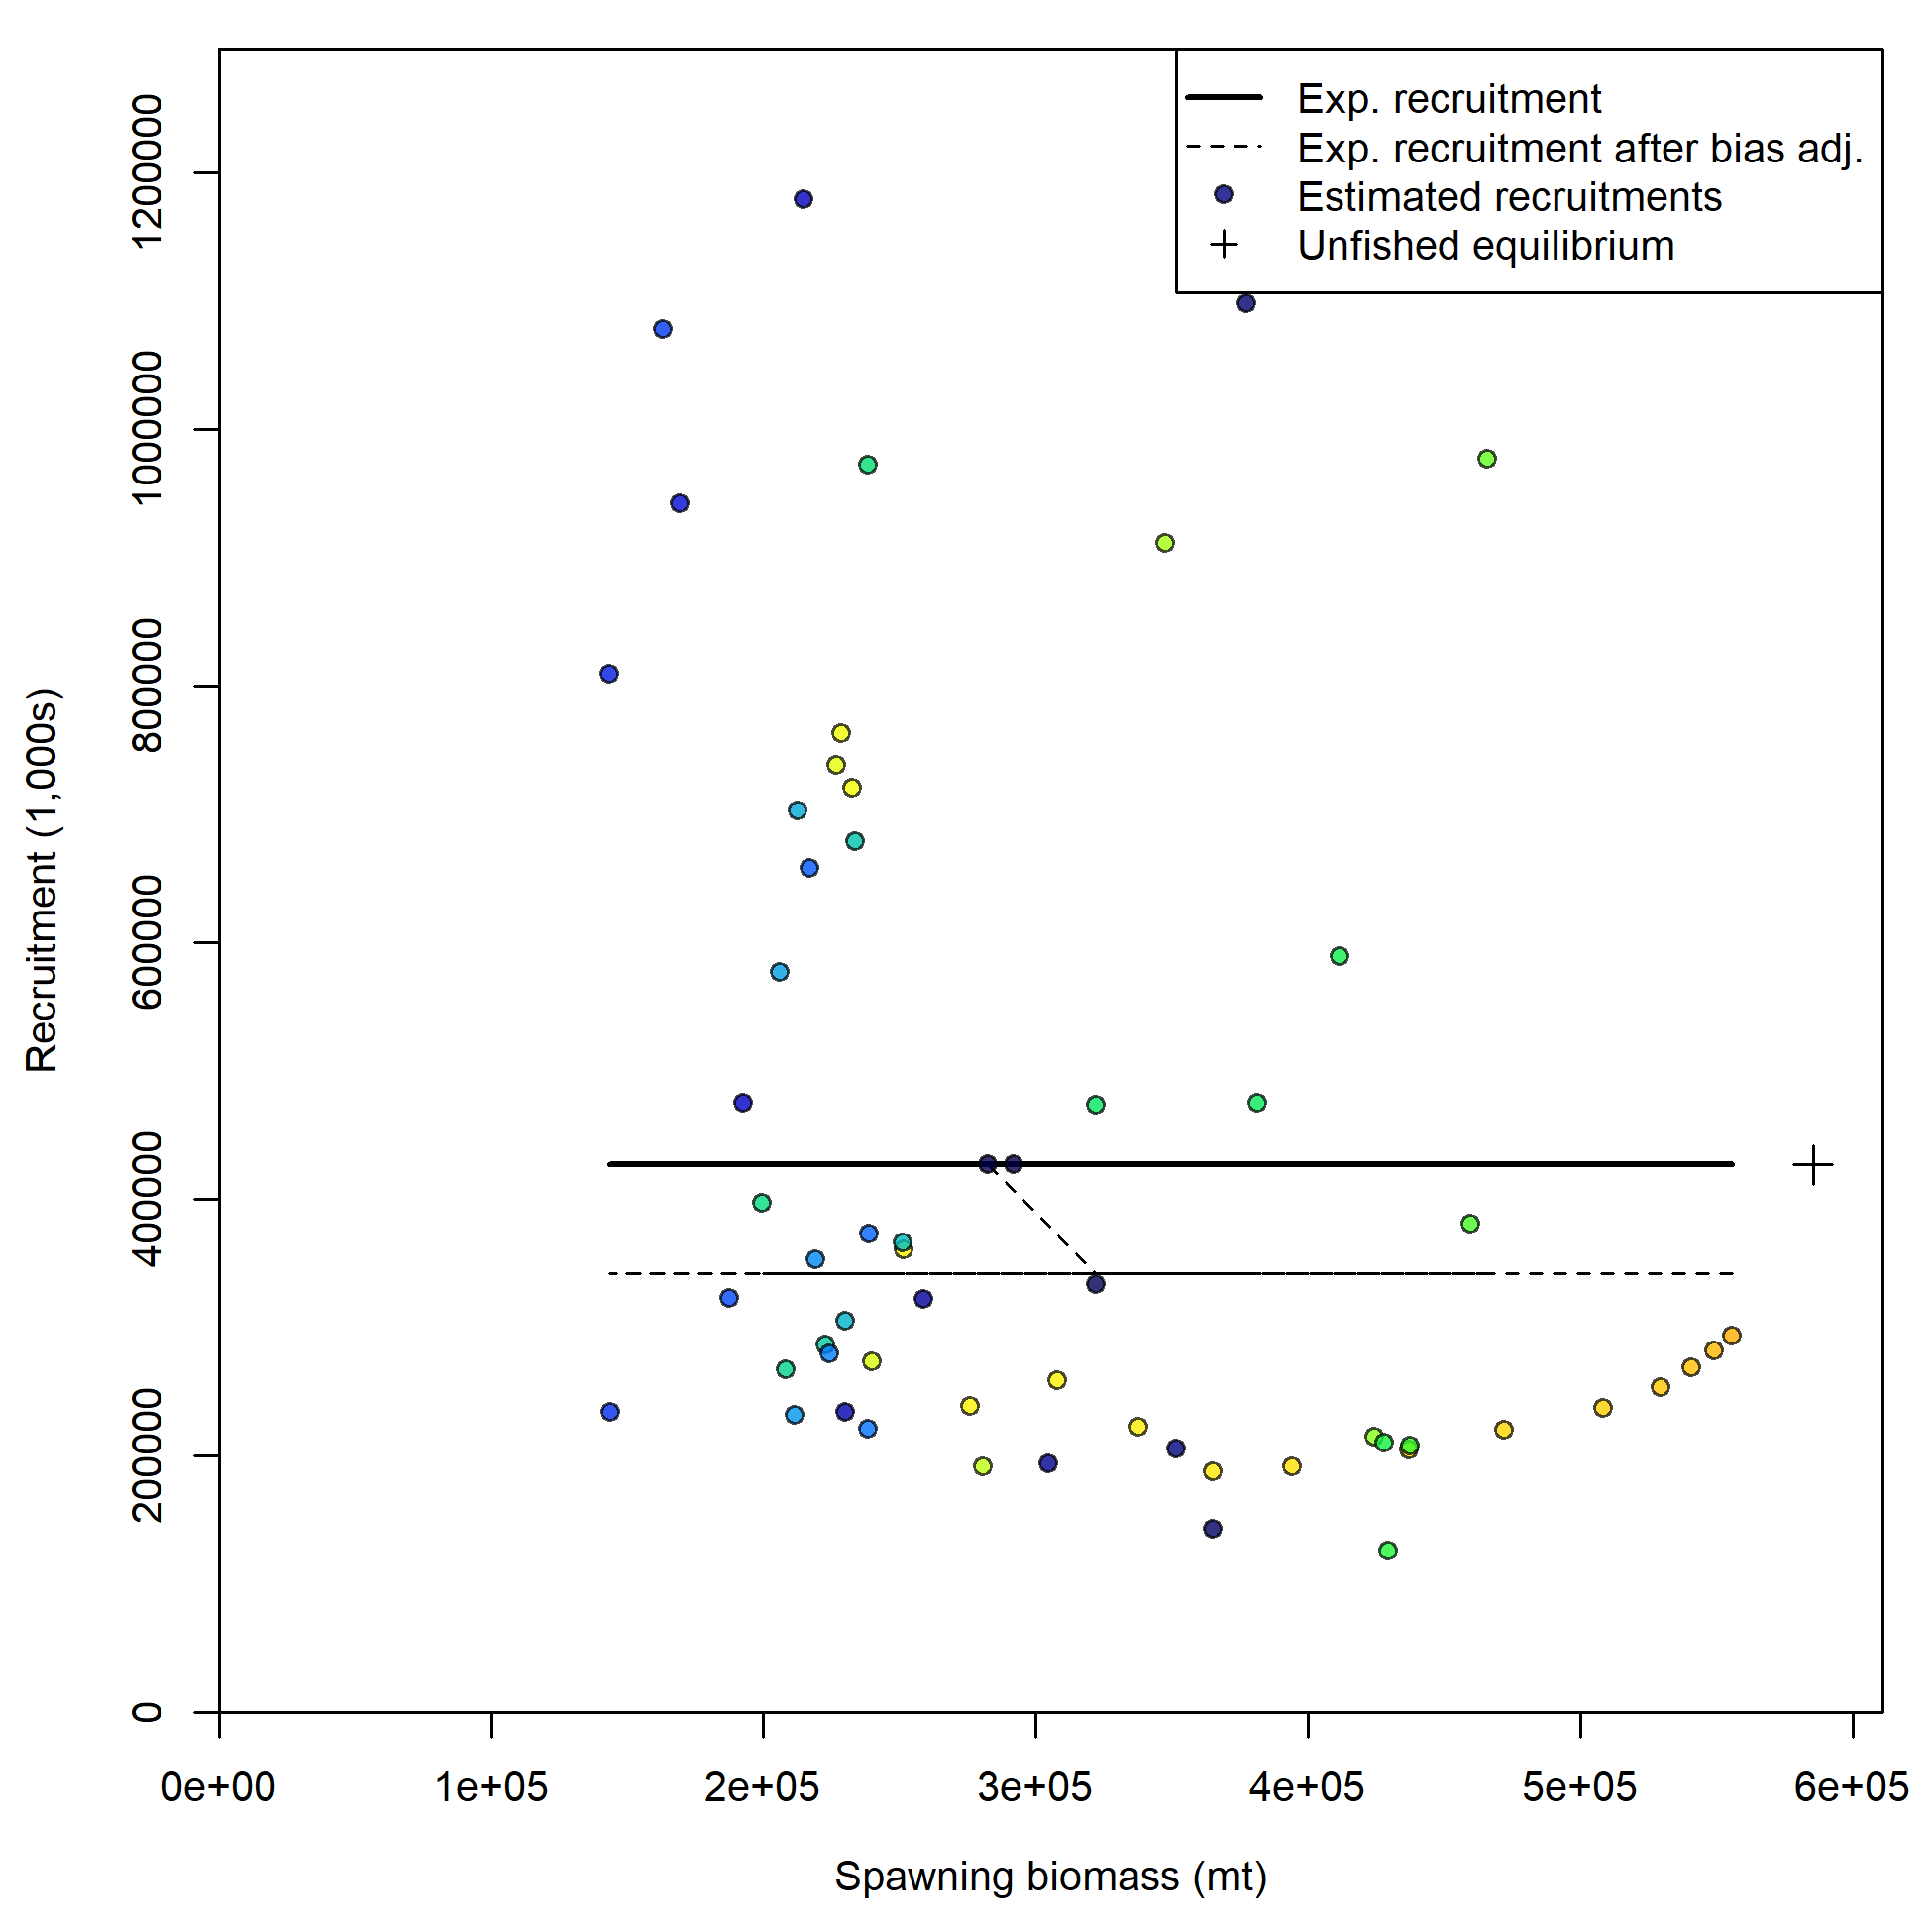 Exp. recruitment
Exp. recruitment after bias adj.
Estimated recruitments
Unfished equilibrium
1200000
1000000
800000
600000
400000
200000
0
Recruitment (1,000s)
0e+00 1e+05 2e+05 3e+05 4e+05 5e+05 6e+05
Spawning biomass (mt)